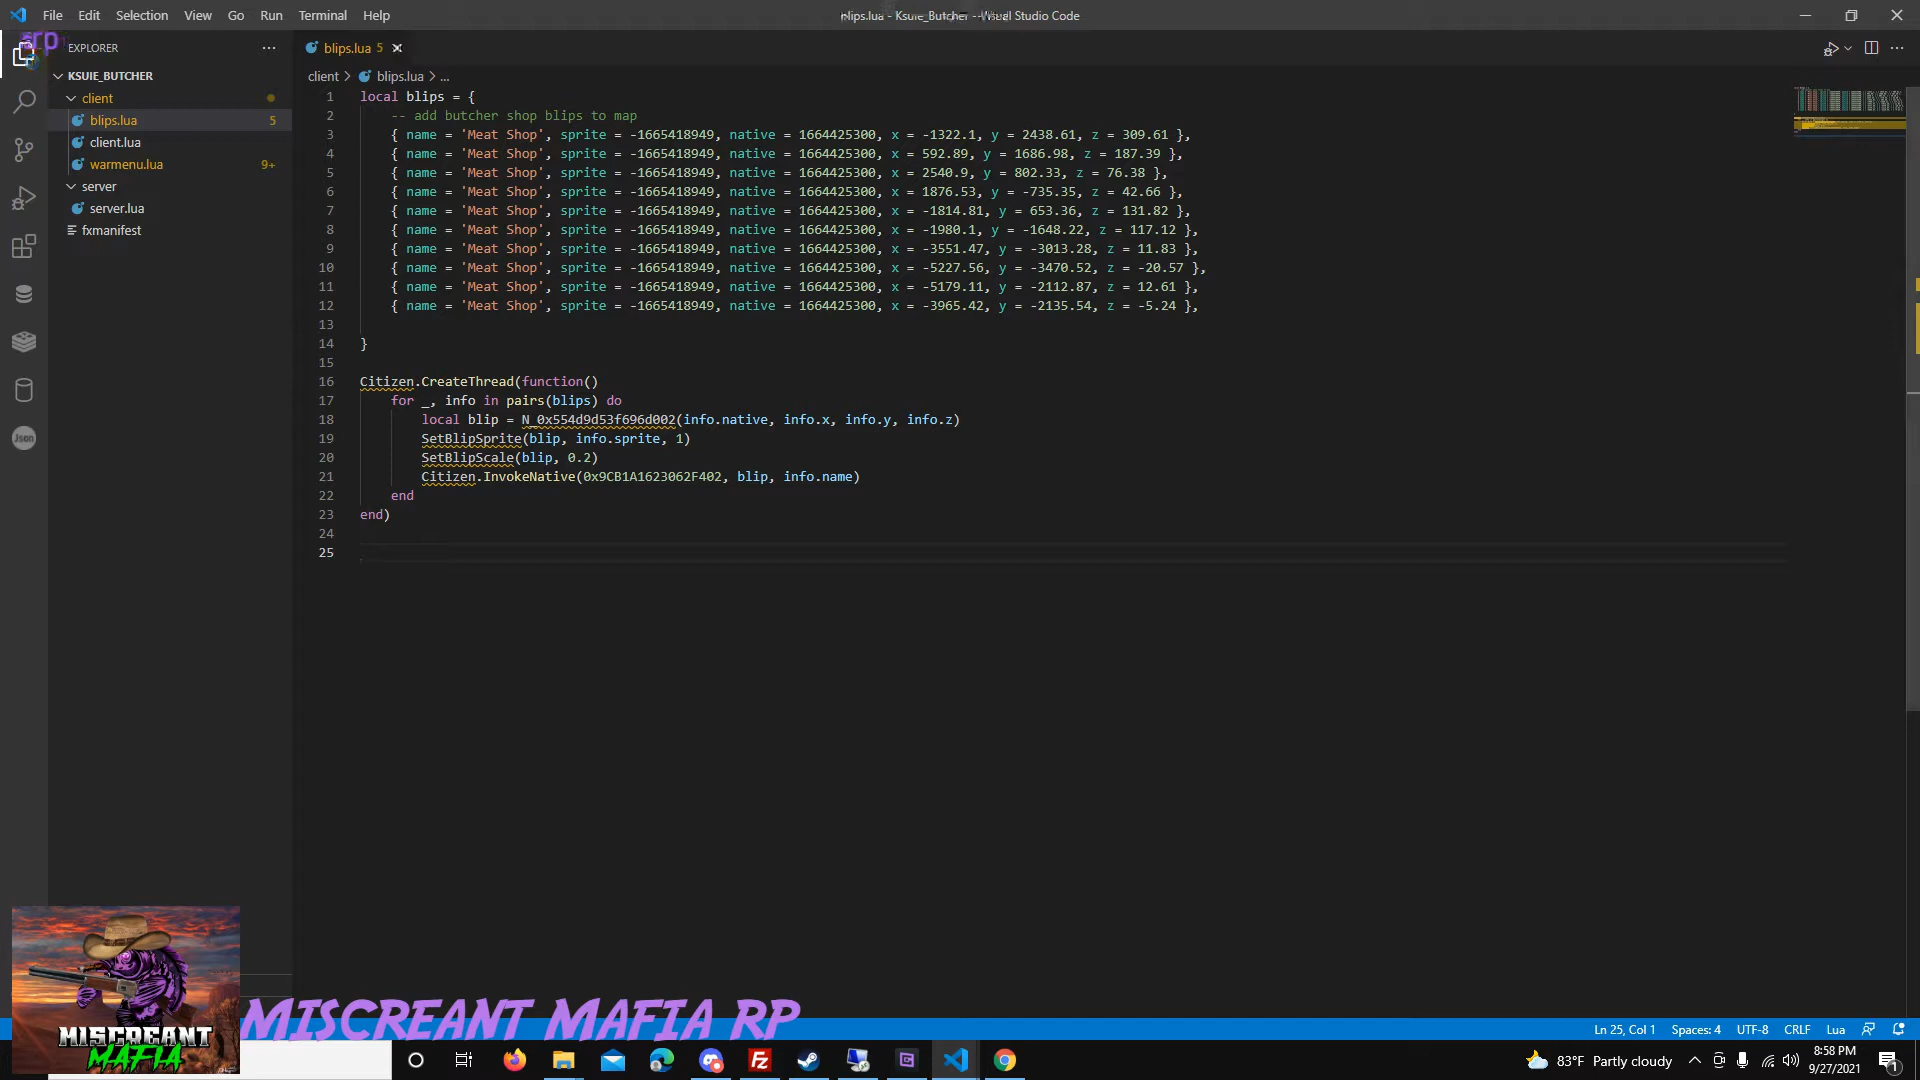 File Edit Selection View Go Run Terminal Help
blips.lua - Ksuie_Butcher - Visual Studio Code
rp
EXPLORER
blips.lua 5
KSUIE_BUTCHER
client
blips.lua 5
client.lua
warmenu.lua 9+
server
server.lua
fxmanifest
client > blips.lua > ...
1 local blips = {
2 -- add butcher shop blips to map
3 { name = 'Meat Shop', sprite = -1665418949, native = 1664425300, x = -1322.1, y = 2438.61, z = 309.61 },
4 { name = 'Meat Shop', sprite = -1665418949, native = 1664425300, x = 592.89, y = 1686.98, z = 187.39 },
5 { name = 'Meat Shop', sprite = -1665418949, native = 1664425300, x = 2540.9, y = 802.33, z = 76.38 },
6 { name = 'Meat Shop', sprite = -1665418949, native = 1664425300, x = 1876.53, y = -735.35, z = 42.66 },
7 { name = 'Meat Shop', sprite = -1665418949, native = 1664425300, x = -1814.81, y = 653.36, z = 131.82 },
8 { name = 'Meat Shop', sprite = -1665418949, native = 1664425300, x = -1980.1, y = -1648.22, z = 117.12 },
9 { name = 'Meat Shop', sprite = -1665418949, native = 1664425300, x = -3551.47, y = -3013.28, z = 11.83 },
10 { name = 'Meat Shop', sprite = -1665418949, native = 1664425300, x = -5227.56, y = -3470.52, z = -20.57 },
11 { name = 'Meat Shop', sprite = -1665418949, native = 1664425300, x = -5179.11, y = -2112.87, z = 12.61 },
12 { name = 'Meat Shop', sprite = -1665418949, native = 1664425300, x = -3965.42, y = -2135.54, z = -5.24 },
13
14 }
15
16 Citizen.CreateThread(function()
17 for _, info in pairs(blips) do
18 local blip = N_0x554d9d53f696d002(info.native, info.x, info.y, info.z)
19 SetBlipSprite(blip, info.sprite, 1)
20 SetBlipScale(blip, 0.2)
21 Citizen.InvokeNative(0x9CB1A1623062F402, blip, info.name)
22 end
23 end)
24
25
Json
MISCREANT MAFIA
MISCREANT MAFIA RP
Ln 25, Col 1 Spaces: 4 UTF-8 CRLF Lua
83°F Partly cloudy
8:58 PM
9/27/2021
1